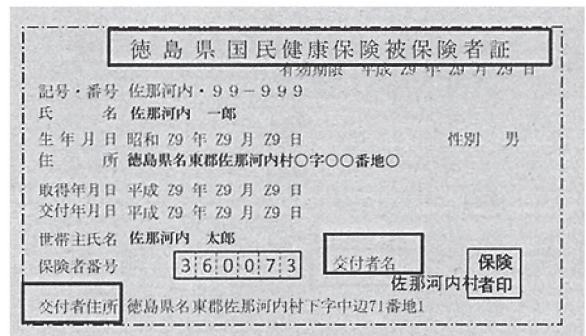 徳島県国民健康保険被保険者証
有効期限 平成 Z9 年 Z9 月 Z9 日
記号・番号 佐那河内・99-999
氏 名 佐那河内 一郎
生年月日 昭和 Z9 年 Z9 月 Z9 日 性別 男
住 所 徳島県名東郡佐那河内村〇字〇〇番地〇
取得年月日 平成 Z9 年 Z9 月 Z9 日
交付年月日 平成 Z9 年 Z9 月 Z9 日
世帯主氏名 佐那河内 太郎
保険者番号 360073 交付者名
佐那河内村
保険
者印
交付者住所 徳島県名東郡佐那河内村下字中辺71番地1